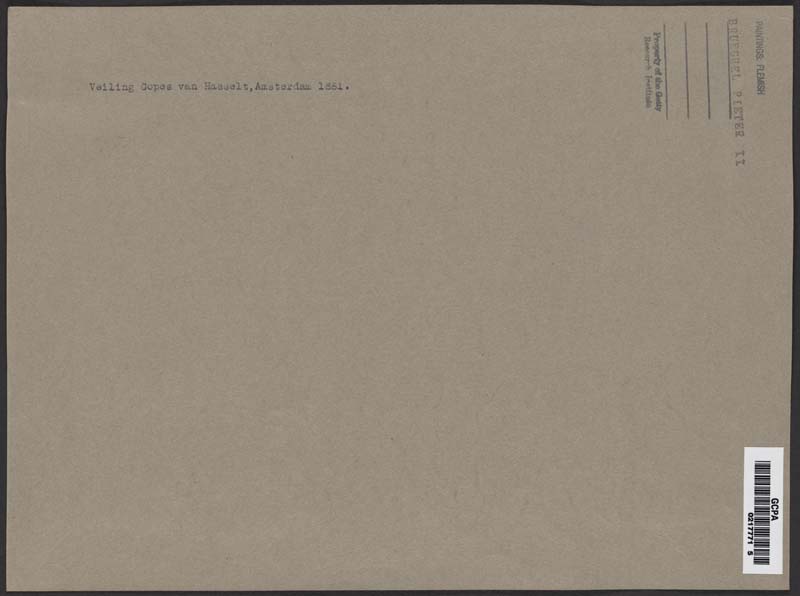 Veiling Copes van Hasselt,Amsterdam 1881.
PAINTINGS: FLEMISH
BRUEGHEL PIETER II
Property of the Getty
Research Institute
GCPA
0217771 5